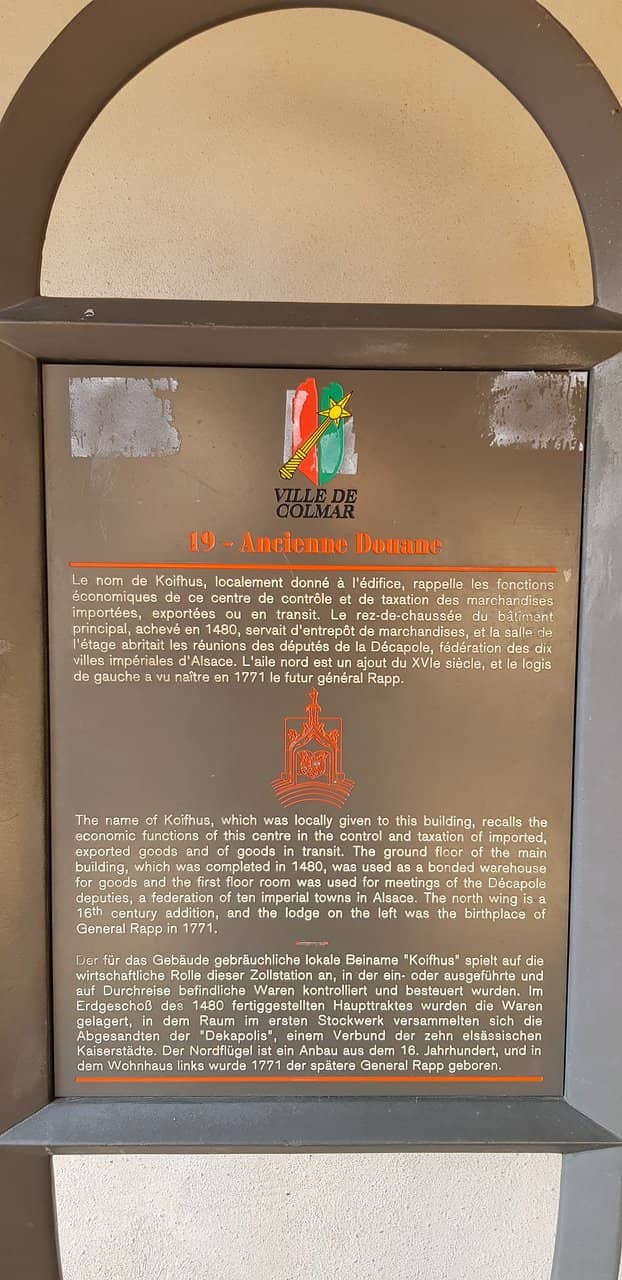 VILLE DE
COLMAR
19 - Ancienne Douane
Le nom de Koifhus, localement donné à l'édifice, rappelle les fonctions
économiques de ce centre de contrôle et de taxation des marchandises
importées, exportées ou en transit. Le rez-de-chaussée du bâtiment
principal, achevé en 1480, servait d'entrepôt de marchandises, et la salle de
l'étage abritait les réunions des députés de la Décapole, fédération des dix
villes impériales d'Alsace. L'aile nord est un ajout du XVIe siècle, et le logis
de gauche a vu naître en 1771 le futur général Rapp.
The name of Koifhus, which was locally given to this building, recalls the
economic functions of this centre in the control and taxation of imported,
exported goods and of goods in transit. The ground floor of the main
building, which was completed in 1480, was used as a bonded warehouse
for goods and the first floor room was used for meetings of the Décapole
deputies, a federation of ten imperial towns in Alsace. The north wing is a
16th century addition, and the lodge on the left was the birthplace of
General Rapp in 1771.
Der für das Gebäude gebräuchliche lokale Beiname "Koifhus" spielt auf die
wirtschaftliche Rolle dieser Zollstation an, in der ein- oder ausgeführte und
auf Durchreise befindliche Waren kontrolliert und besteuert wurden. Im
Erdgeschoß des 1480 fertiggestellten Haupttraktes wurden die Waren
gelagert, in dem Raum im ersten Stockwerk versammelten sich die
Abgesandten der "Dekapolis", einem Verbund der zehn elsässischen
Kaiserstädte. Der Nordflügel ist ein Anbau aus dem 16. Jahrhundert, und in
dem Wohnhaus links wurde 1771 der spätere General Rapp geboren.